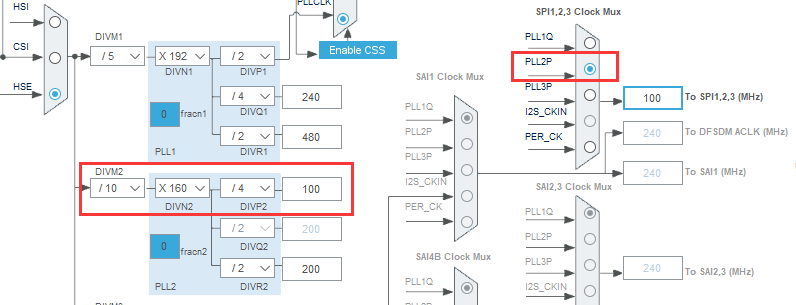 HSI
CSI
HSE
PLLCLK
Enable CSS
DIVM1
/ 5
X 192
DIVN1
/ 2
DIVP1
/ 4
240
DIVQ1
0
fracn1
/ 2
480
DIVR1
PLL1
DIVM2
/ 10
X 160
DIVN2
/ 4
100
DIVP2
/ 2
200
DIVQ2
0
fracn2
/ 2
200
DIVR2
PLL2
SPI1,2,3 Clock Mux
PLL1Q
PLL2P
PLL3P
I2S_CKIN
PER_CK
100
To SPI1,2,3 (MHz)
240
To DFSDM ACLK (MHz)
240
To SAI1 (MHz)
SAI1 Clock Mux
PLL1Q
PLL2P
PLL3P
I2S_CKIN
PER_CK
SAI2,3 Clock Mux
PLL1Q
PLL2P
PLL3P
I2S_CKIN
240
To SAI2,3 (MHz)
SAI4B Clock Mux
PLL1Q